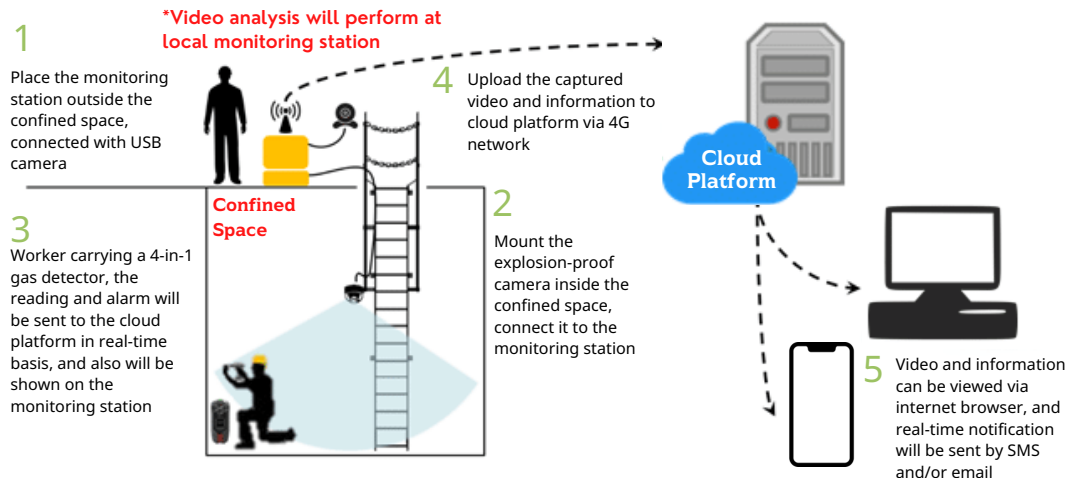 *Video analysis will perform at
local monitoring station
1
Place the monitoring
station outside the
confined space,
connected with USB
camera
4
Upload the captured
video and information to
cloud platform via 4G
network
Cloud
Platform
Confined
Space
2
Mount the
explosion-proof
camera inside the
confined space,
connect it to the
monitoring station
3
Worker carrying a 4-in-1
gas detector, the
reading and alarm will
be sent to the cloud
platform in real-time
basis, and also will be
shown on the
monitoring station
5
Video and information
can be viewed via
internet browser, and
real-time notification
will be sent by SMS
and/or email